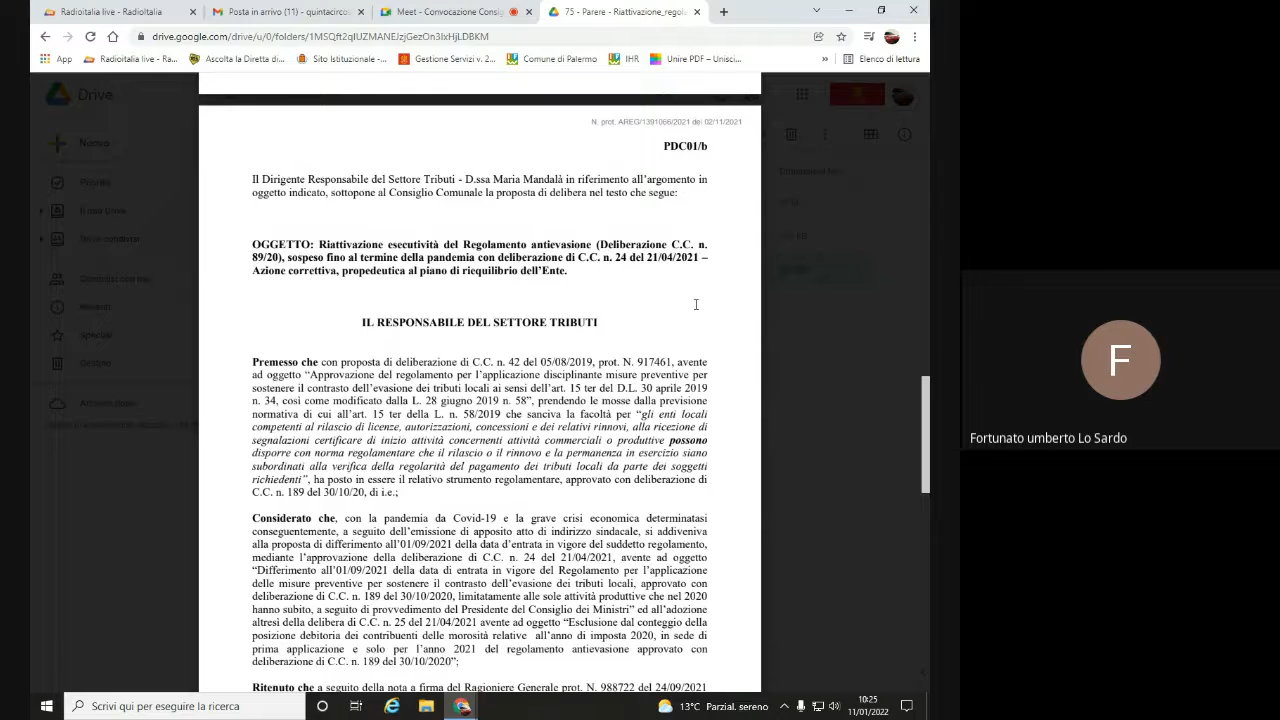 Radioitalia live - RadioItalia
Posta in arrivo (11) - quintacirco
Meet - Convocazione Consig
75 - Parere - Riattivazione_regola
drive.google.com/drive/u/0/folders/
App
Radioitalia live - Ra...
Ascolta la Diretta di...
Sito Istituzionale -...
Gestione Servizi v. 2...
Comune di Palermo
IHR
Unire PDF – Unisci...
»
Elenco di lettura
Drive
N. prot. AREG/1391066/2021 del 02/11/2021
Nuovo
PDC01/b
Il Dirigente Responsabile del Settore Tributi - D.ssa Maria Mandalà in riferimento all’argomento in
oggetto indicato, sottopone al Consiglio Comunale la proposta di delibera nel testo che segue:
OGGETTO: Riattivazione esecutività del Regolamento antievasione (Deliberazione C.C. n.
89/20), sospeso fino al termine della pandemia con deliberazione di C.C. n. 24 del 21/04/2021 –
Azione correttiva, propedeutica al piano di riequilibrio dell’Ente.
IL RESPONSABILE DEL SETTORE TRIBUTI
Premesso che con proposta di deliberazione di C.C. n. 42 del 05/08/2019, prot. N. 917461, avente
ad oggetto “Approvazione del regolamento per l’applicazione disciplinante misure preventive per
sostenere il contrasto dell’evasione dei tributi locali ai sensi dell’art. 15 ter del D.L. 30 aprile 2019
n. 34, così come modificato dalla L. 28 giugno 2019 n. 58”, prendendo le mosse dalla previsione
normativa di cui all’art. 15 ter della L. n. 58/2019 che sanciva la facoltà per “gli enti locali
competenti al rilascio di licenze, autorizzazioni, concessioni e dei relativi rinnovi, alla ricezione di
segnalazioni certificare di inizio attività concernenti attività commerciali o produttive possono
disporre con norma regolamentare che il rilascio o il rinnovo e la permanenza in esercizio siano
subordinati alla verifica della regolarità del pagamento dei tributi locali da parte dei soggetti
richiedenti”, ha posto in essere il relativo strumento regolamentare, approvato con deliberazione di
C.C. n. 189 del 30/10/20, di i.e.;
Considerato che, con la pandemia da Covid-19 e la grave crisi economica determinatasi
conseguentemente, a seguito dell’emissione di apposito atto di indirizzo sindacale, si addiveniva
alla proposta di differimento all’01/09/2021 della data d’entrata in vigore del suddetto regolamento,
mediante l’approvazione della deliberazione di C.C. n. 24 del 21/04/2021, avente ad oggetto
“Differimento all’01/09/2021 della data di entrata in vigore del Regolamento per l’applicazione
delle misure preventive per sostenere il contrasto dell’evasione dei tributi locali, approvato con
deliberazione di C.C. n. 189 del 30/10/2020, limitatamente alle sole attività produttive che nel 2020
hanno subito, a seguito di provvedimento del Presidente del Consiglio dei Ministri” ed all’adozione
altresì della delibera di C.C. n. 25 del 21/04/2021 avente ad oggetto “Esclusione dal conteggio della
posizione debitoria dei contribuenti delle morosità relative all’anno di imposta 2020, in sede di
prima applicazione e solo per l’anno 2021 del regolamento antievasione approvato con
deliberazione di C.C. n. 189 del 30/10/2020”;
Ritenuto che a seguito della nota a firma del Ragioniere Generale prot. N. 988722 del 24/09/2021
F
Fortunato umberto Lo Sardo
Scrivi qui per eseguire la ricerca
13°C Parzial. sereno
10:25
11/01/2022